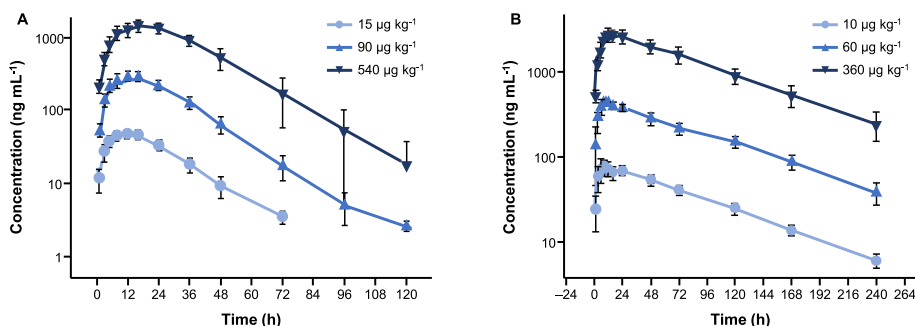 A
15 µg kg⁻¹
90 µg kg⁻¹
540 µg kg⁻¹
Concentration (ng mL⁻¹)
1000
100
10
1
0 12 24 36 48 60 72 84 96 108 120
Time (h)
B
10 µg kg⁻¹
60 µg kg⁻¹
360 µg kg⁻¹
Concentration (ng mL⁻¹)
1000
100
10
–24 0 24 48 72 96 120 144 168 192 216 240 264
Time (h)